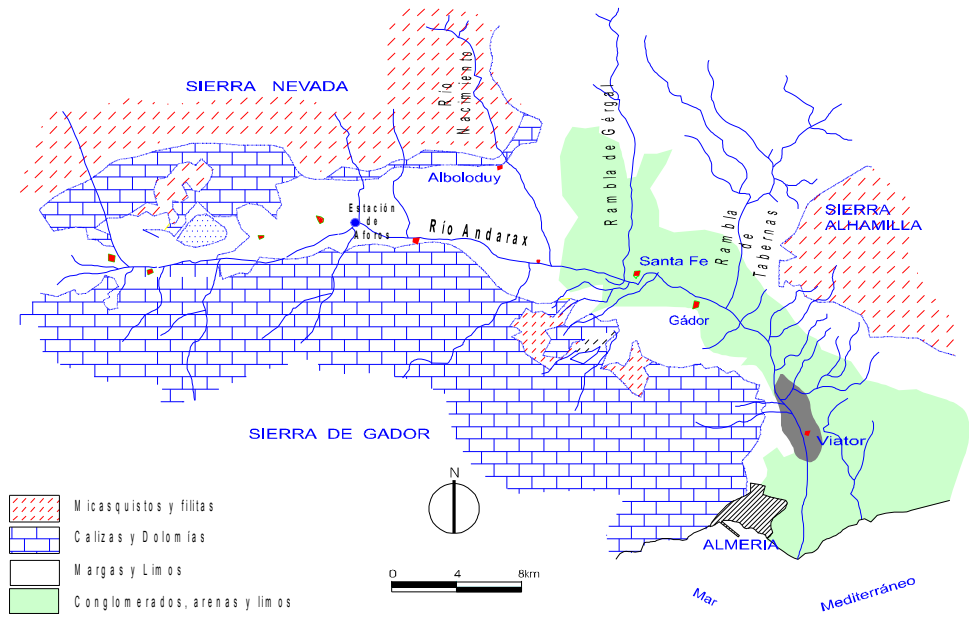 SIERRA NEVADA
Río
Nacimiento
Rambla de Gérgal
Alboloduy
Estación
de
Aforos
Río Andarax
Rambla
de
Tabernas
SIERRA
ALHAMILLA
Santa Fe
Gádor
SIERRA DE GADOR
Viator
N
ALMERIA
Mar
Mediterráneo
0 4 8km
Micasquistos y filitas
Calizas y Dolomías
Margas y Limos
Conglomerados, arenas y limos